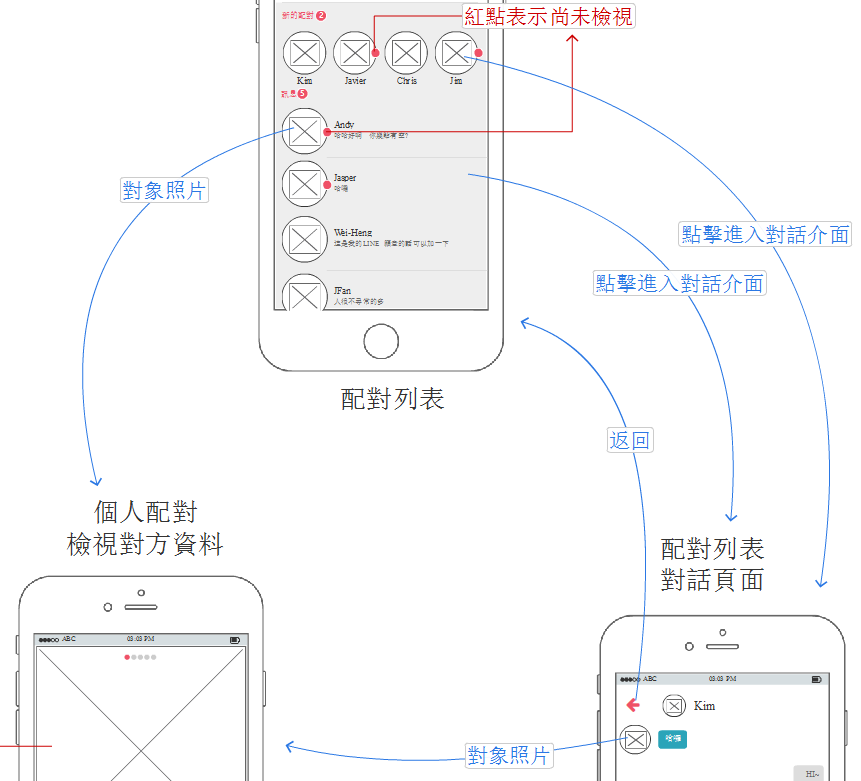 新的配對 2
紅點表示尚未檢視
Kim
Javier
Chris
Jim
訊息 5
Andy
哈哈好啊 你幾點有空?
對象照片
Jasper
哈囉
點擊進入對話介面
Wei-Heng
這是我的LINE 願意的話可以加一下
點擊進入對話介面
JFan
人很不尋常的多
配對列表
返回
個人配對
檢視對方資料
配對列表
對話頁面
ABC
03:03 PM
ABC
03:03 PM
Kim
哈囉
對象照片
HI~